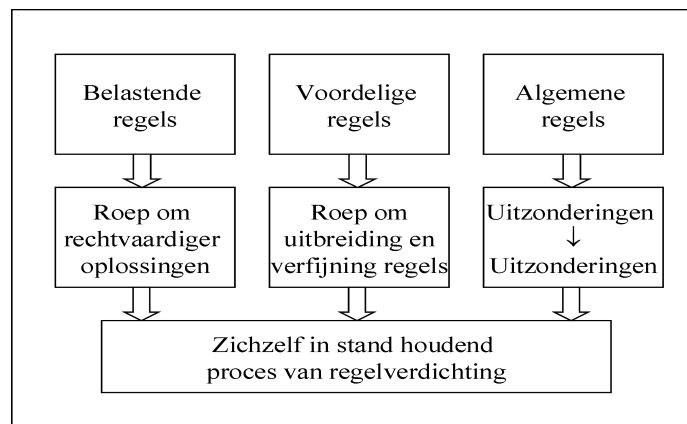 Belastende
regels
Voordelige
regels
Algemene
regels
Roep om
rechtvaardiger
oplossingen
Roep om
uitbreiding en
verfijning regels
Uitzonderingen
↓
Uitzonderingen
Zichzelf in stand houdend
proces van regelverdichting